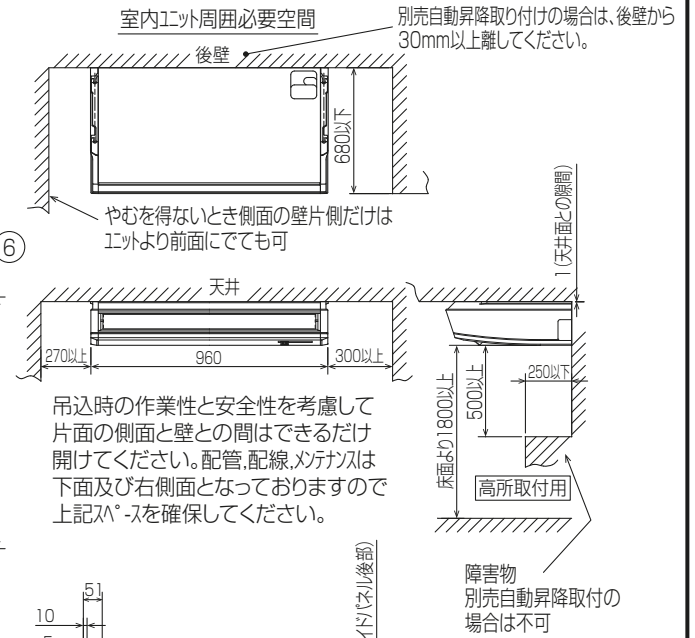 室内ユニット周囲必要空間
別売自動昇降取り付けの場合は、後壁から
30mm以上離してください。
後壁
680以下
やむを得ないとき側面の壁片側だけは
ユニットより前面にでても可
6
1(天井面との隙間)
天井
270以上
960
300以上
床面より1800以上
500以上
250以下
吊込時の作業性と安全性を考慮して
片面の側面と壁との間はできるだけ
開けてください。配管,配線,メンテナンスは
下面及び右側面となっておりますので
上記スペースを確保してください。
高所取付用
障害物
別売自動昇降取付の
場合は不可
51
10
イドパネル後部)